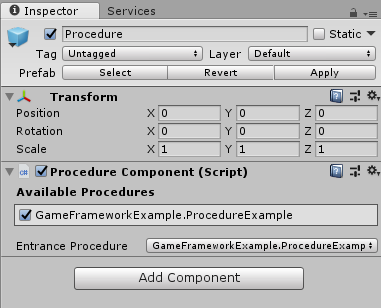 Inspector Services
Procedure Static
Tag Untagged Layer Default
Prefab Select Revert Apply
Transform
Position X 0 Y 0 Z 0
Rotation X 0 Y 0 Z 0
Scale X 1 Y 1 Z 1
C# Procedure Component (Script)
Available Procedures
GameFrameworkExample.ProcedureExample
Entrance Procedure GameFrameworkExample.ProcedureExamp
Add Component